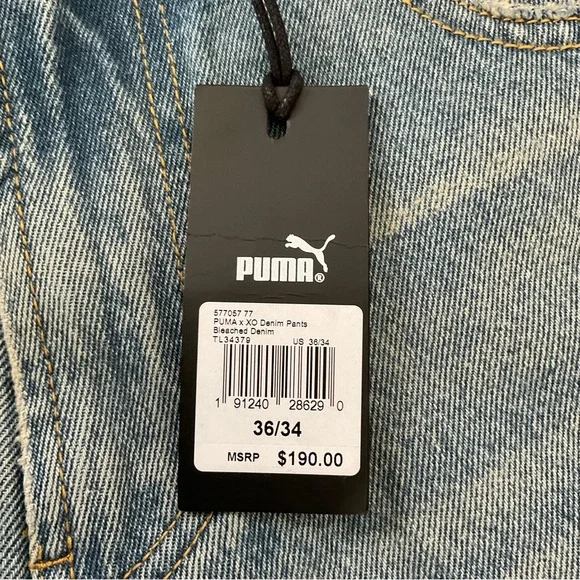 PUMA®
577057 77
PUMA x XO Denim Pants
Bleached Denim
TL34379 US 36/34
1 91240 28629 0
36/34
MSRP $190.00